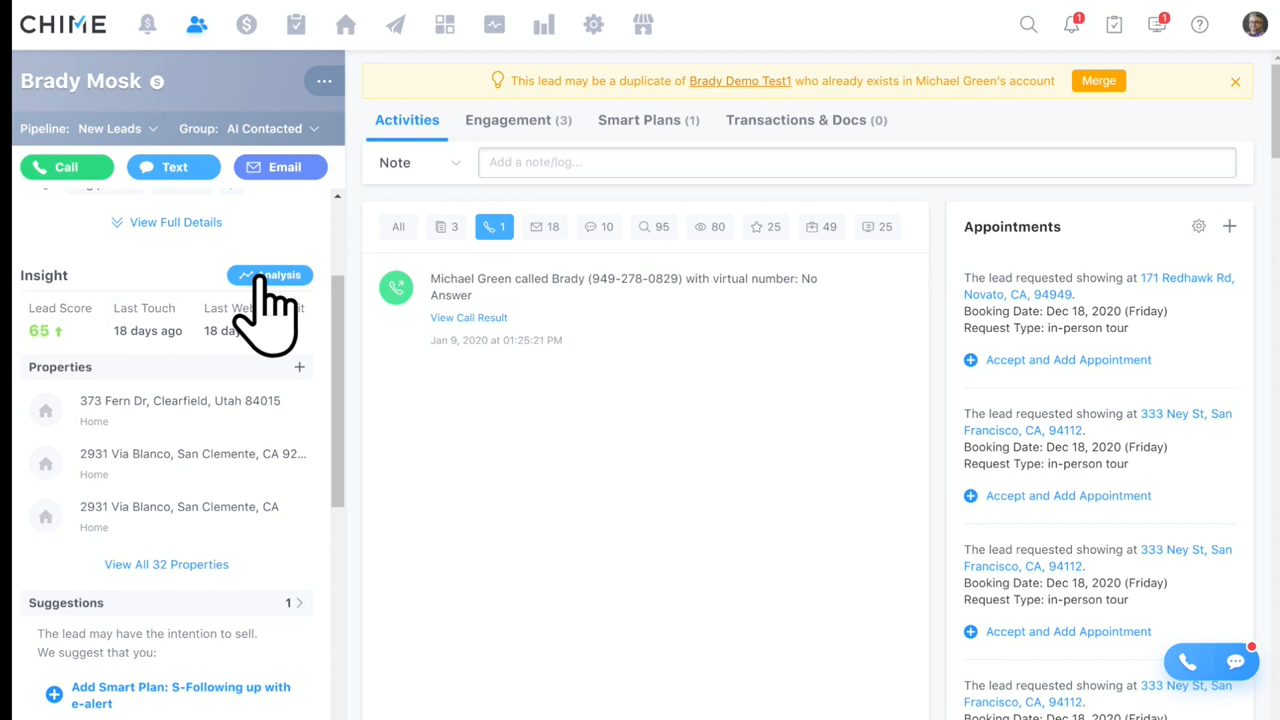 CHIME
1
1
Brady Mosk S
Pipeline: New Leads
Group: AI Contacted
Call
Text
Email
View Full Details
Insight
Analysis
Lead Score
Last Touch
65
18 days ago
Properties
373 Fern Dr, Clearfield, Utah 84015
Home
2931 Via Blanco, San Clemente, CA 92...
Home
2931 Via Blanco, San Clemente, CA
Home
View All 32 Properties
Suggestions
1
The lead may have the intention to sell.
We suggest that you:
Add Smart Plan: S-Following up with
e-alert
This lead may be a duplicate of Brady Demo Test1 who already exists in Michael Green's account
Merge
Activities
Engagement (3)
Smart Plans (1)
Transactions & Docs (0)
Note
Add a note/log...
All
3
1
18
10
95
80
25
49
25
Michael Green called Brady (949-278-0829) with virtual number: No
Answer
View Call Result
Jan 9, 2020 at 01:25:21 PM
Appointments
The lead requested showing at 171 Redhawk Rd,
Novato, CA, 94949.
Booking Date: Dec 18, 2020 (Friday)
Request Type: in-person tour
Accept and Add Appointment
The lead requested showing at 333 Ney St, San
Francisco, CA, 94112.
Booking Date: Dec 18, 2020 (Friday)
Request Type: in-person tour
Accept and Add Appointment
The lead requested showing at 333 Ney St, San
Francisco, CA, 94112.
Booking Date: Dec 18, 2020 (Friday)
Request Type: in-person tour
Accept and Add Appointment
The lead requested showing at 333 Ney St, San
Francisco, CA, 94112.
Booking Date: Dec 18, 2020 (Friday)